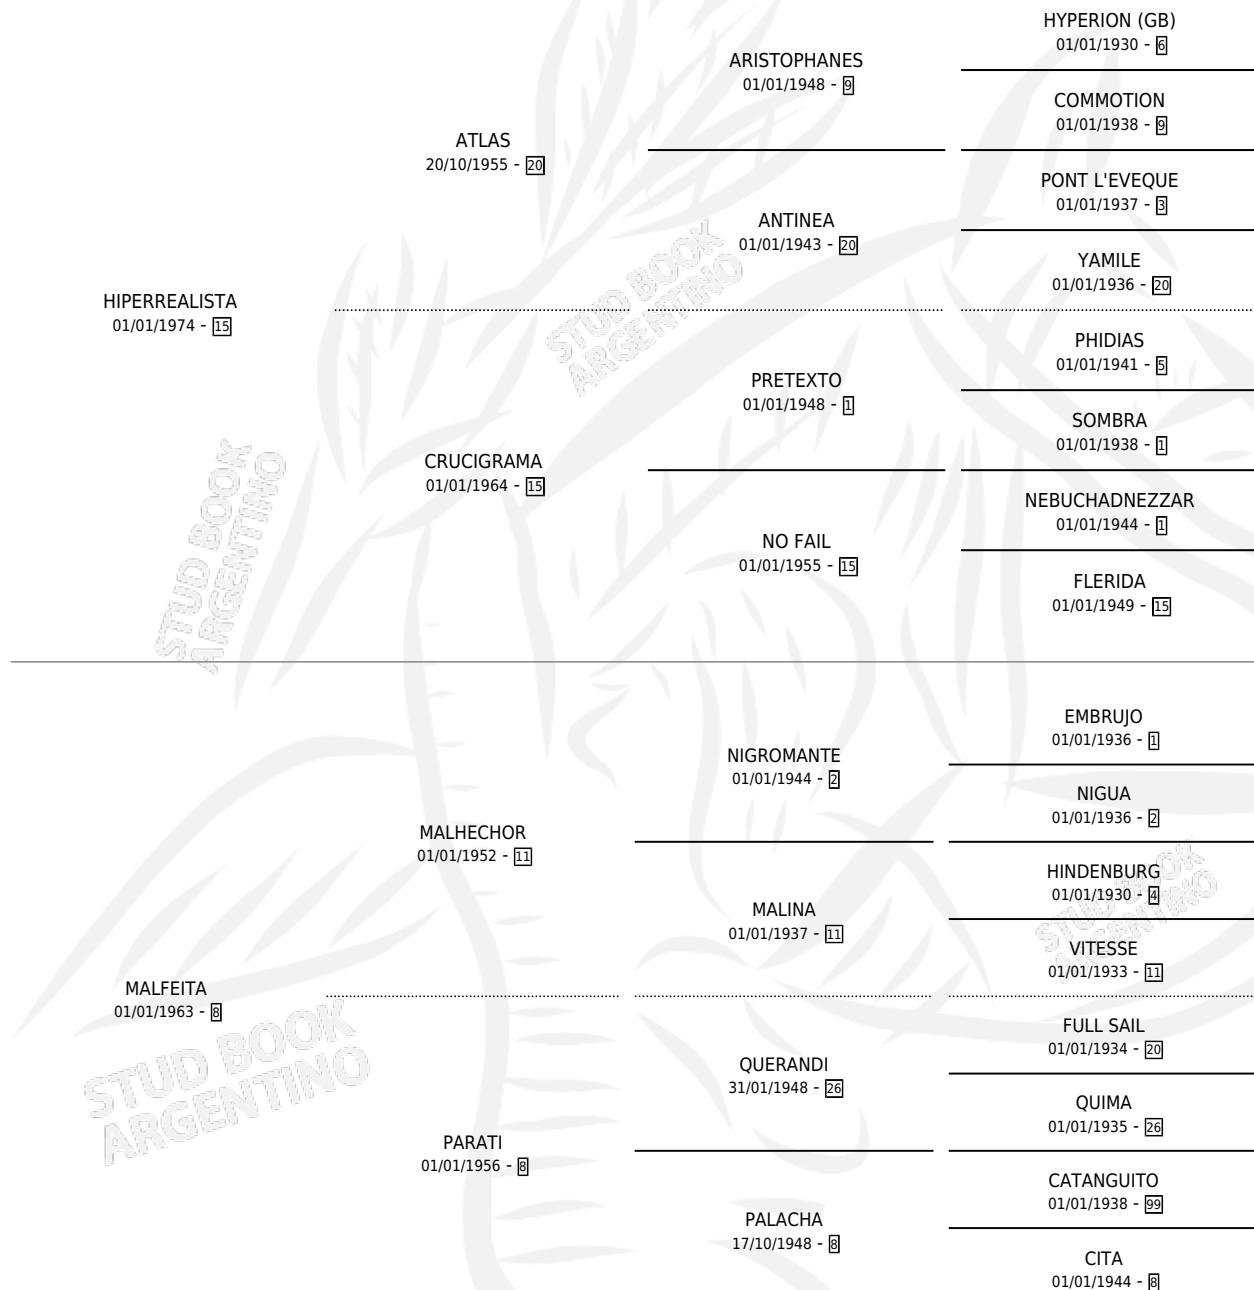 HYPERION (GB)
01/01/1930 - 6
ARISTOPHANES
01/01/1948 - 9
COMMOTION
01/01/1938 - 9
ATLAS
20/10/1955 - 20
PONT L'EVEQUE
01/01/1937 - 3
ANTINEA
01/01/1943 - 20
YAMILE
01/01/1936 - 20
HIPERREALISTA
01/01/1974 - 15
PHIDIAS
01/01/1941 - 5
PRETEXTO
01/01/1948 - 1
SOMBRA
01/01/1938 - 1
CRUCIGRAMA
01/01/1964 - 15
NEBUCHADNEZZAR
01/01/1944 - 1
NO FAIL
01/01/1955 - 15
FLERIDA
01/01/1949 - 15
EMBRUJO
01/01/1936 - 1
NIGROMANTE
01/01/1944 - 2
NIGUA
01/01/1936 - 2
MALHECHOR
01/01/1952 - 11
HINDENBURG
01/01/1930 - 4
MALINA
01/01/1937 - 11
VITESSE
01/01/1933 - 11
MALFEITA
01/01/1963 - 8
FULL SAIL
01/01/1934 - 20
QUERANDI
31/01/1948 - 26
QUIMA
01/01/1935 - 26
PARATI
01/01/1956 - 8
CATANGUITO
01/01/1938 - 99
PALACHA
17/10/1948 - 8
CITA
01/01/1944 - 8
STUD BOOK
ARGENTINO
STUD BOOK
ARGENTINO
STUD BOOK
ARGENTINO
STUD BOOK
ARGENTINO